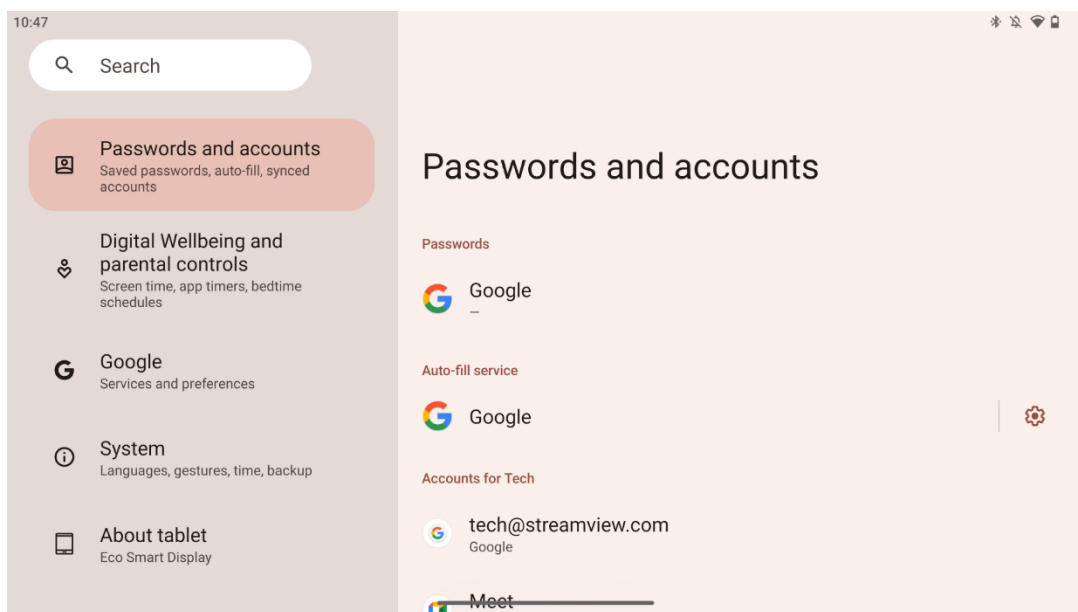 10:47
Search
Passwords and accounts
Saved passwords, auto-fill, synced
accounts
Digital Wellbeing and
parental controls
Screen time, app timers, bedtime
schedules
Google
Services and preferences
System
Languages, gestures, time, backup
About tablet
Eco Smart Display
Passwords and accounts
Passwords
Google
–
Auto-fill service
Google
Accounts for Tech
tech@streamview.com
Google
Meet